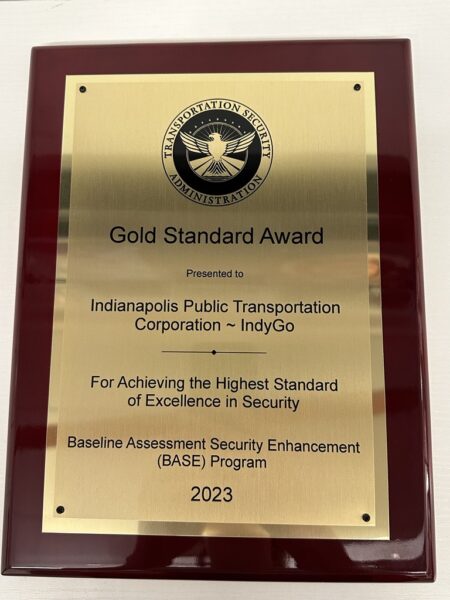 TRANSPORTATION SECURITY
ADMINISTRATION
Gold Standard Award
Presented to
Indianapolis Public Transportation
Corporation ~ IndyGo
For Achieving the Highest Standard
of Excellence in Security
Baseline Assessment Security Enhancement
(BASE) Program
2023